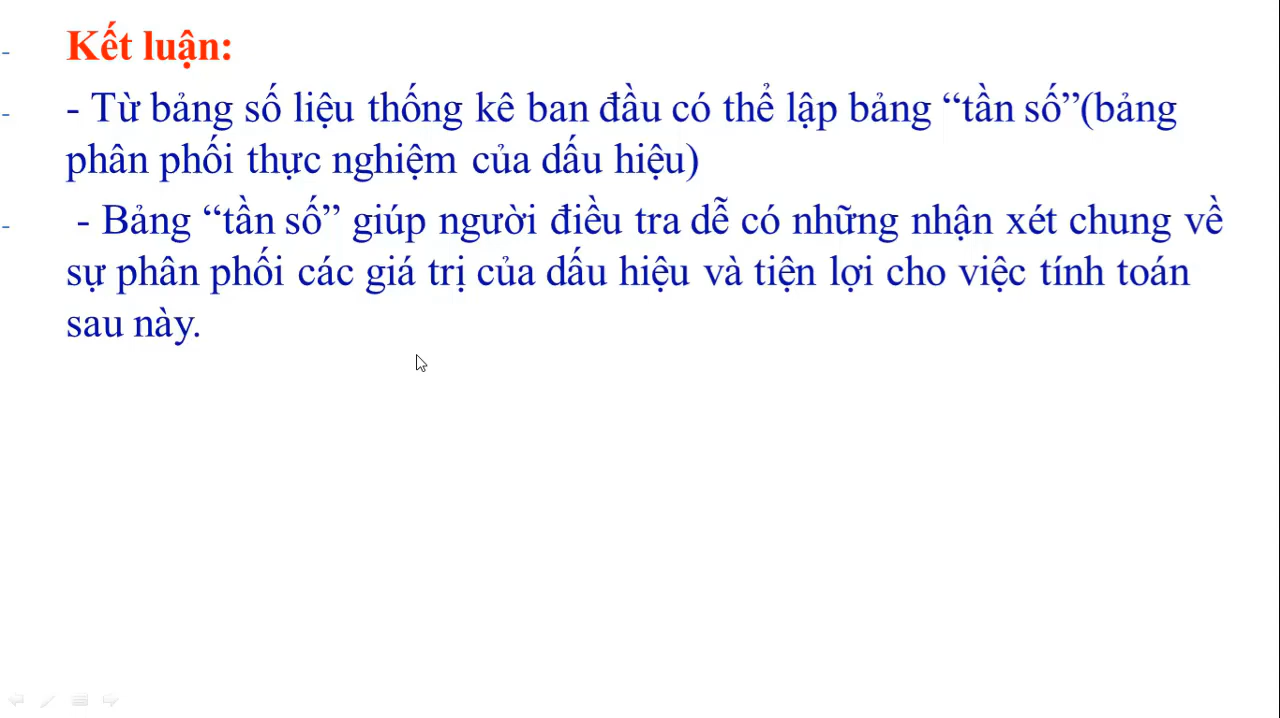 Kết luận:
- Từ bảng số liệu thống kê ban đầu có thể lập bảng “tần số”(bảng
phân phối thực nghiệm của dấu hiệu)
- Bảng “tần số” giúp người điều tra dễ có những nhận xét chung về
sự phân phối các giá trị của dấu hiệu và tiện lợi cho việc tính toán
sau này.